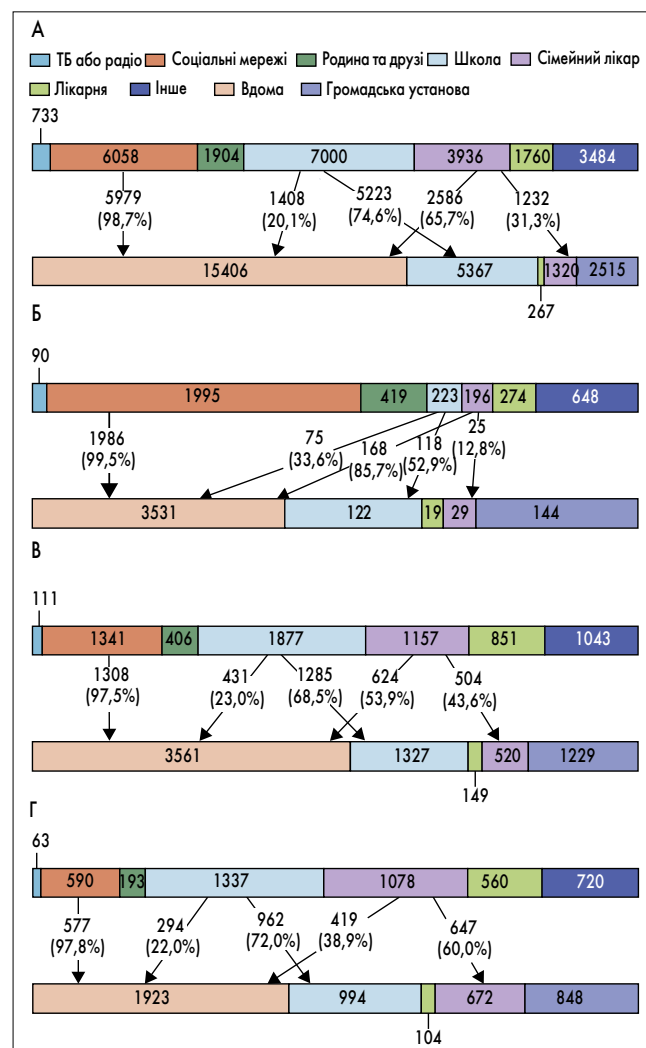 А
ТБ або радіо Соціальні мережі Родина та друзі Школа Сімейний лікар
Лікарня Інше Вдома Громадська установа
733
6058 1904 7000 3936 1760 3484
5979 1408 5223 2586 1232
(98,7%) (20,1%) (74,6%) (65,7%) (31,3%)
15406 5367 1320 2515
267
Б
90
1995 419 223 196 274 648
1986 75 168 118 25
(99,5%) (33,6%) (85,7%) (52,9%) (12,8%)
3531 122 19 29 144
В
111
1341 406 1877 1157 851 1043
1308 431 1285 624 504
(97,5%) (23,0%) (68,5%) (53,9%) (43,6%)
3561 1327 520 1229
149
Г
63
590 193 1337 1078 560 720
577 294 962 419 647
(97,8%) (22,0%) (72,0%) (38,9%) (60,0%)
1923 994 672 848
104